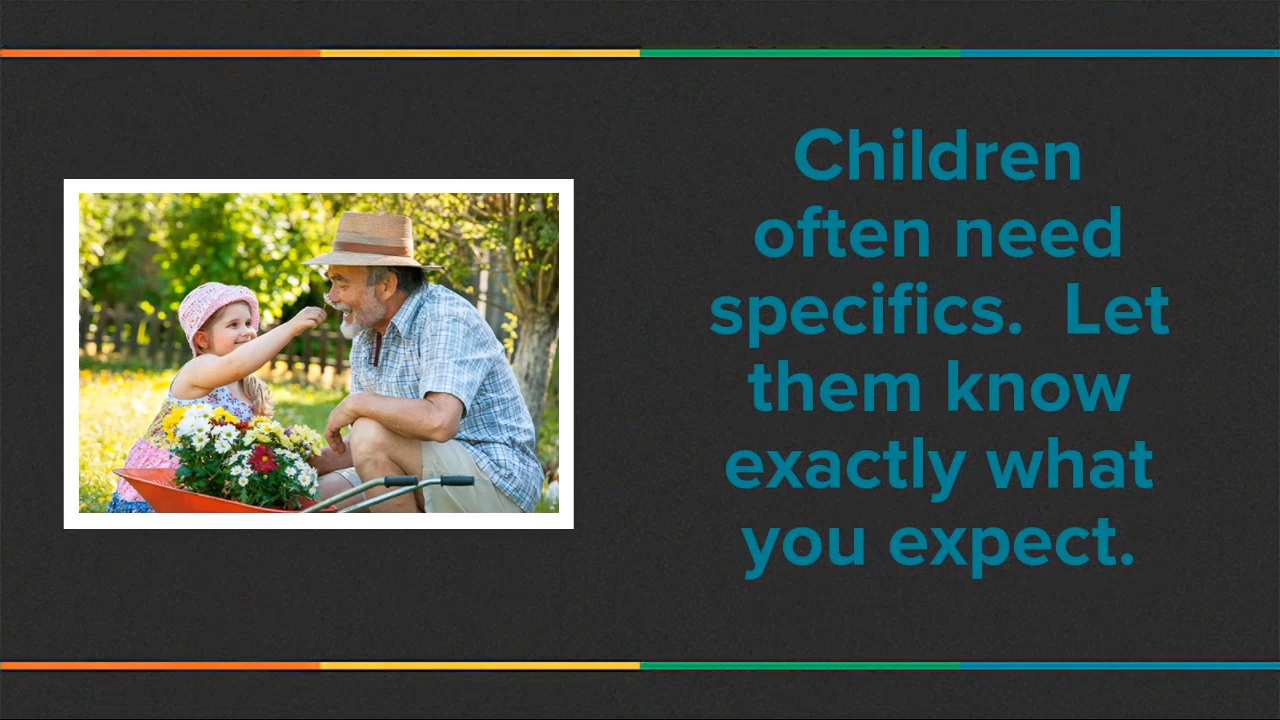 Children
often need
specifics.  Let
them know
exactly what
you expect.